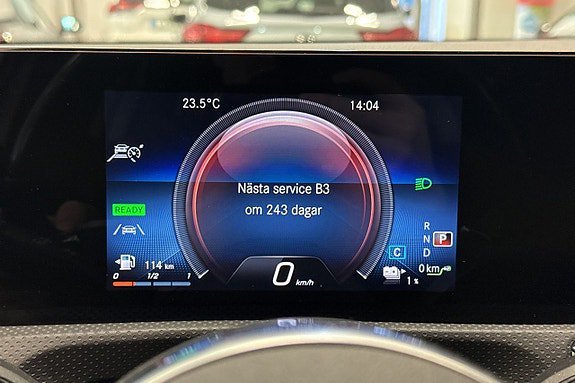 23.5°C
14:04
Nästa service B3
om 243 dagar
READY
R
N
P
D
C
114 km
0 km
0 1/2 1
0 km/h
1 %